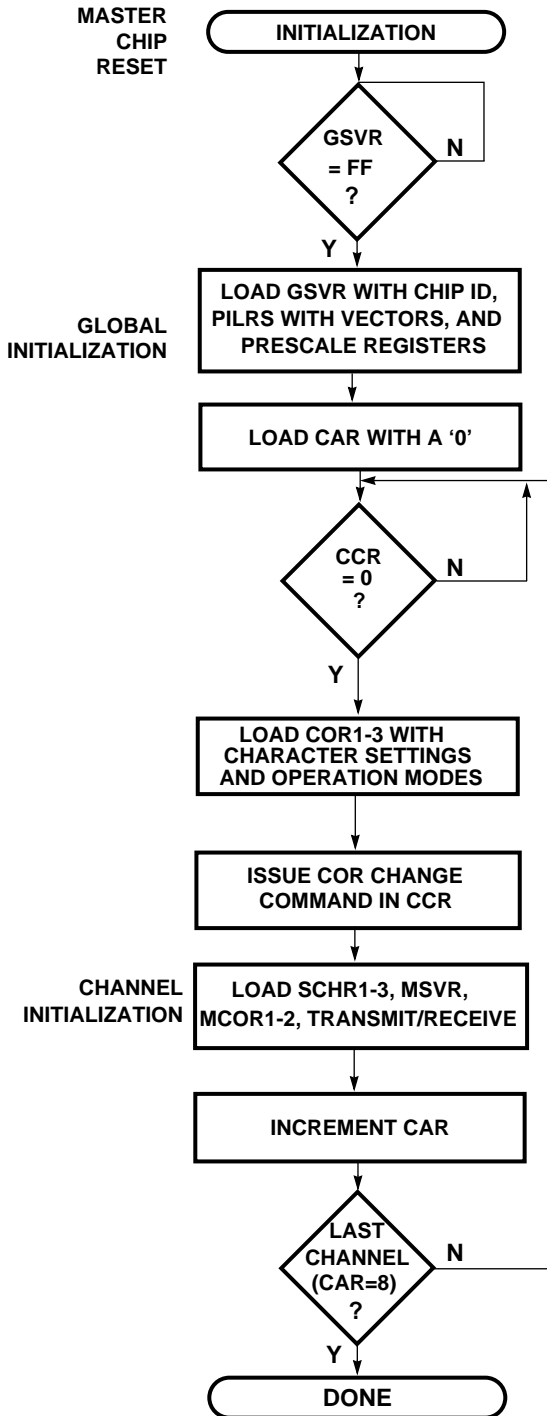 MASTER
CHIP
RESET
INITIALIZATION
GSVR
= FF
?
N
Y
GLOBAL
INITIALIZATION
LOAD GSVR WITH CHIP ID,
PILRS WITH VECTORS, AND
PRESCALE REGISTERS
LOAD CAR WITH A ‘0’
CCR
= 0
?
N
Y
LOAD COR1-3 WITH
CHARACTER SETTINGS
AND OPERATION MODES
ISSUE COR CHANGE
COMMAND IN CCR
CHANNEL
INITIALIZATION
LOAD SCHR1-3, MSVR,
MCOR1-2, TRANSMIT/RECEIVE
INCREMENT CAR
LAST
CHANNEL
(CAR=8)
?
N
Y
DONE